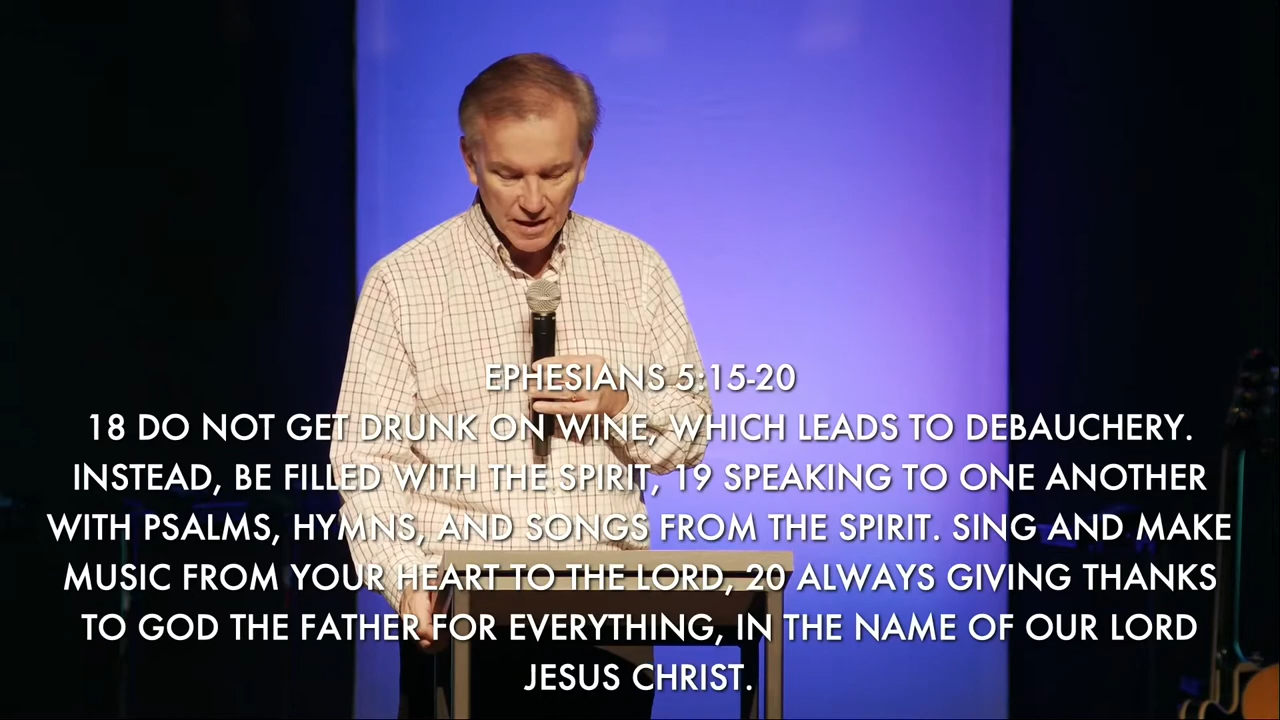 EPHESIANS 5:15-20
18 DO NOT GET DRUNK ON WINE, WHICH LEADS TO DEBAUCHERY.
INSTEAD, BE FILLED WITH THE SPIRIT, 19 SPEAKING TO ONE ANOTHER
WITH PSALMS, HYMNS, AND SONGS FROM THE SPIRIT. SING AND MAKE
MUSIC FROM YOUR HEART TO THE LORD, 20 ALWAYS GIVING THANKS
TO GOD THE FATHER FOR EVERYTHING, IN THE NAME OF OUR LORD
JESUS CHRIST.